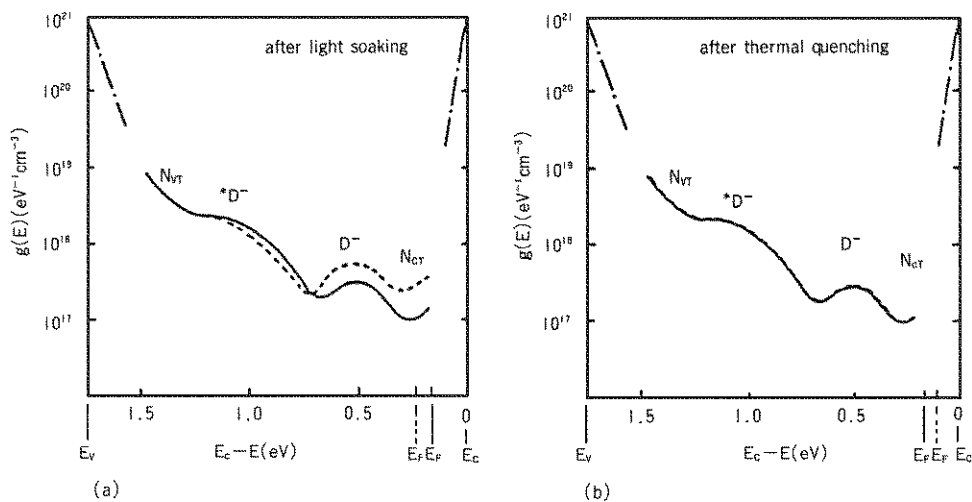 after light soaking
10²¹
10²⁰
10¹⁹
10¹⁸
10¹⁷
g(E)(eV⁻¹cm⁻³)
N_VT
*D⁻
D⁻
N_CT
1.5 1.0 0.5 0
E_V E_c−E(eV) E_F E_F E_c
(a)
after thermal quenching
10²¹
10²⁰
10¹⁹
10¹⁸
10¹⁷
g(E)(eV⁻¹cm⁻³)
N_VT
*D⁻
D⁻
N_CT
1.5 1.0 0.5 0
E_V E_c−E(eV) E_F E_F E_c
(b)